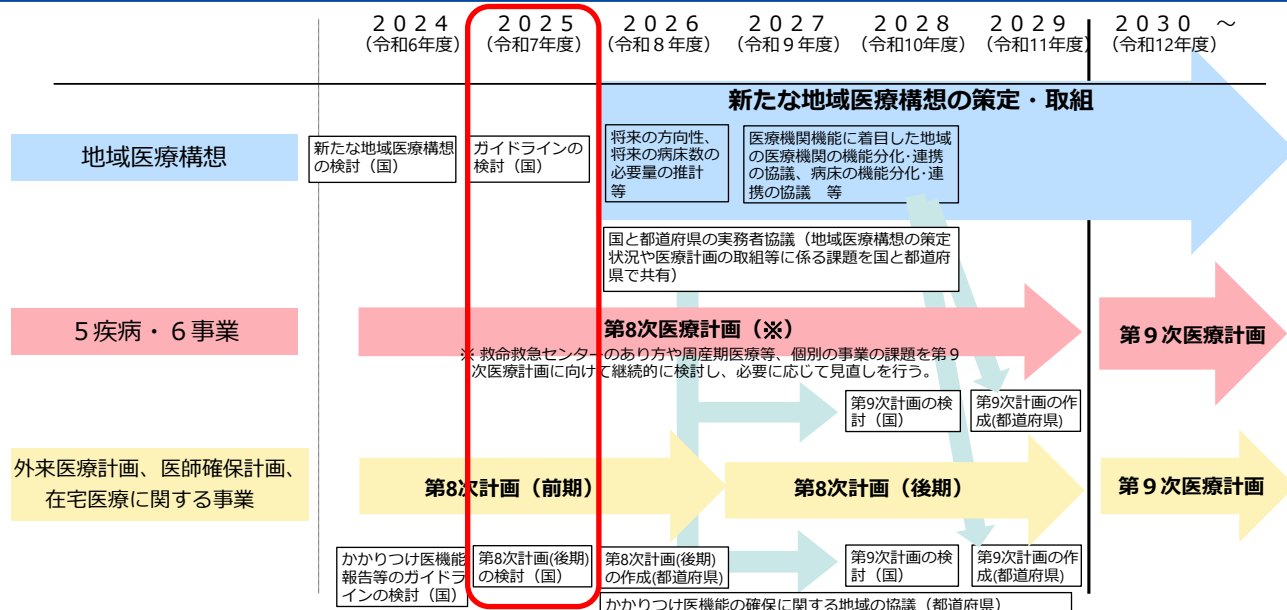 ２０２４
(令和6年度)
２０２５
(令和7年度)
２０２６
(令和８年度)
２０２７
(令和９年度)
２０２８
(令和10年度)
２０２９
(令和11年度)
２０３０ ～
(令和12年度)
新たな地域医療構想の策定・取組
地域医療構想
新たな地域医療構想
の検討（国）
ガイドラインの
検討（国）
将来の方向性、
将来の病床数の
必要量の推計
等
医療機関機能に着目した地域
の医療機関の機能分化･連携
の協議、病床の機能分化･連
携の協議　等
国と都道府県の実務者協議（地域医療構想の策定
状況や医療計画の取組等に係る課題を国と都道府
県で共有）
５疾病・６事業
第8次医療計画（※）
※ 救命救急センターのあり方や周産期医療等、個別の事業の課題を第９
次医療計画に向けて継続的に検討し、必要に応じて見直しを行う。
第９次医療計画
第9次計画の検
討（国）
第9次計画の作
成(都道府県)
外来医療計画、医師確保計画、
在宅医療に関する事業
第8次計画（前期）
第8次計画（後期）
第９次医療計画
かかりつけ医機能
報告等のガイドラ
インの検討（国）
第8次計画(後期)
の検討（国）
第8次計画(後期)
の作成(都道府県)
第9次計画の検
討（国）
第9次計画の作
成(都道府県)
かかりつけ医機能の確保に関する地域の協議（都道府県）